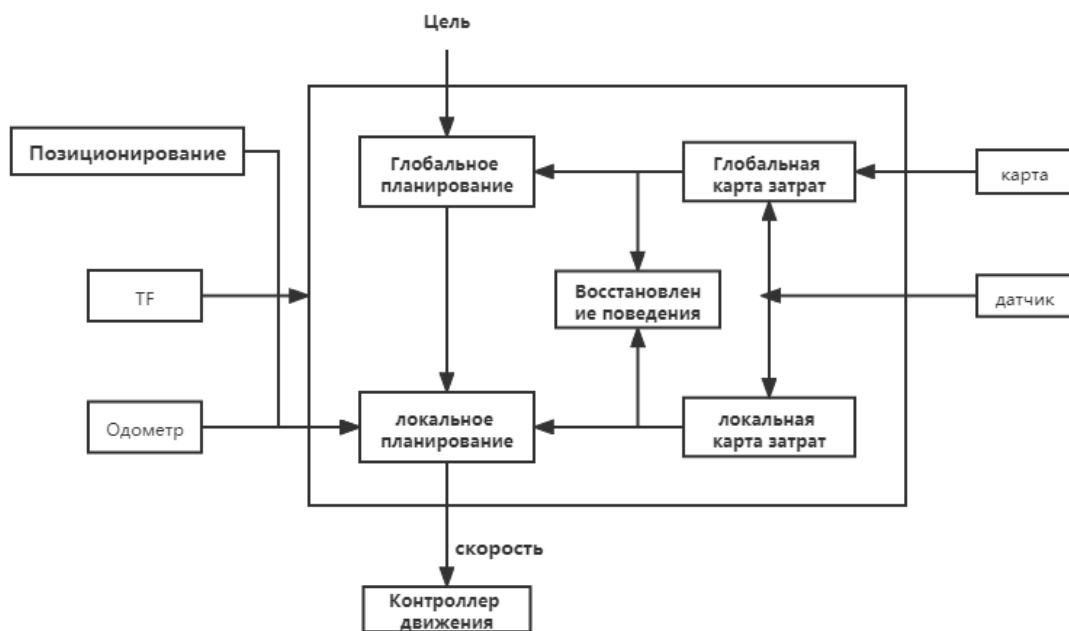 Цель
Позиционирование
Глобальное
планирование
Глобальная
карта затрат
карта
TF
Восстановлен
ие поведения
датчик
Одометр
локальное
планирование
локальная
карта затрат
скорость
Контроллер
движения